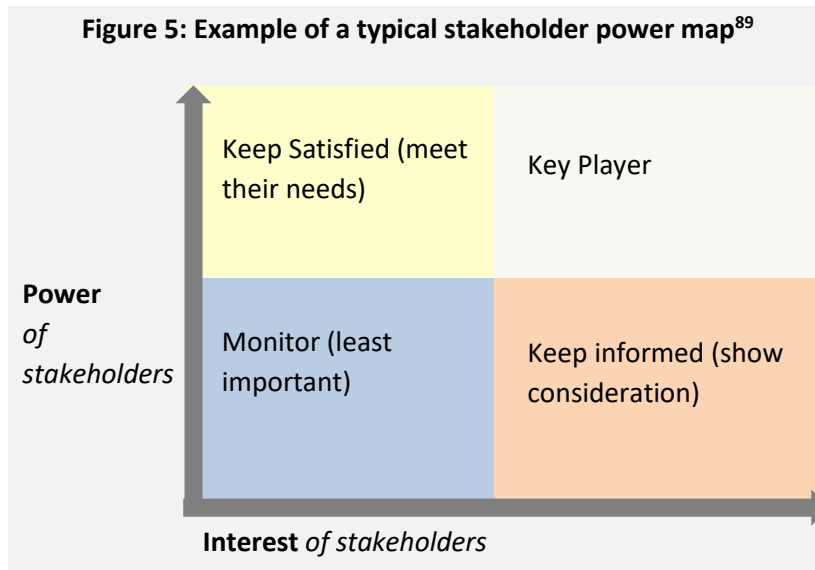 Figure 5: Example of a typical stakeholder power map89
Keep Satisfied (meet
their needs)
Key Player
Power
of
stakeholders
Monitor (least
important)
Keep informed (show
consideration)
Interest of stakeholders